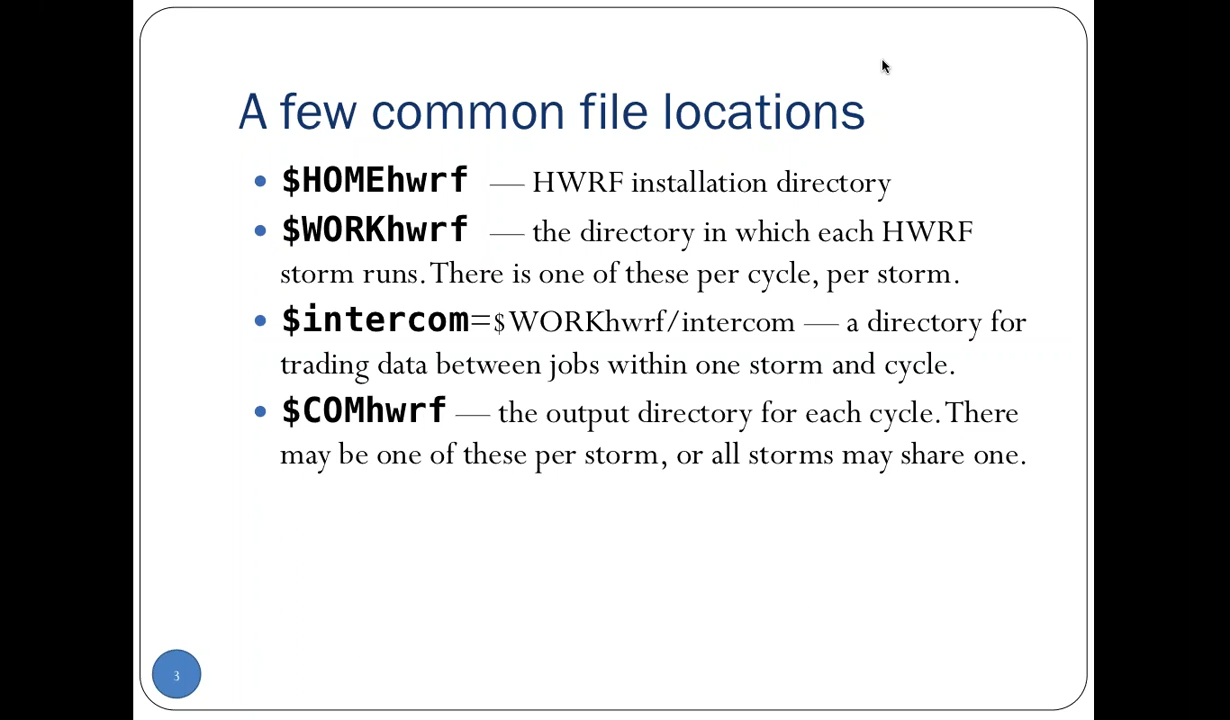 A few common file locations
• $HOMEhwrf — HWRF installation directory
• $WORKhwrf — the directory in which each HWRF
storm runs. There is one of these per cycle, per storm.
• $intercom=$WORKhwrf/intercom — a directory for
trading data between jobs within one storm and cycle.
• $COMhwrf — the output directory for each cycle. There
may be one of these per storm, or all storms may share one.
3